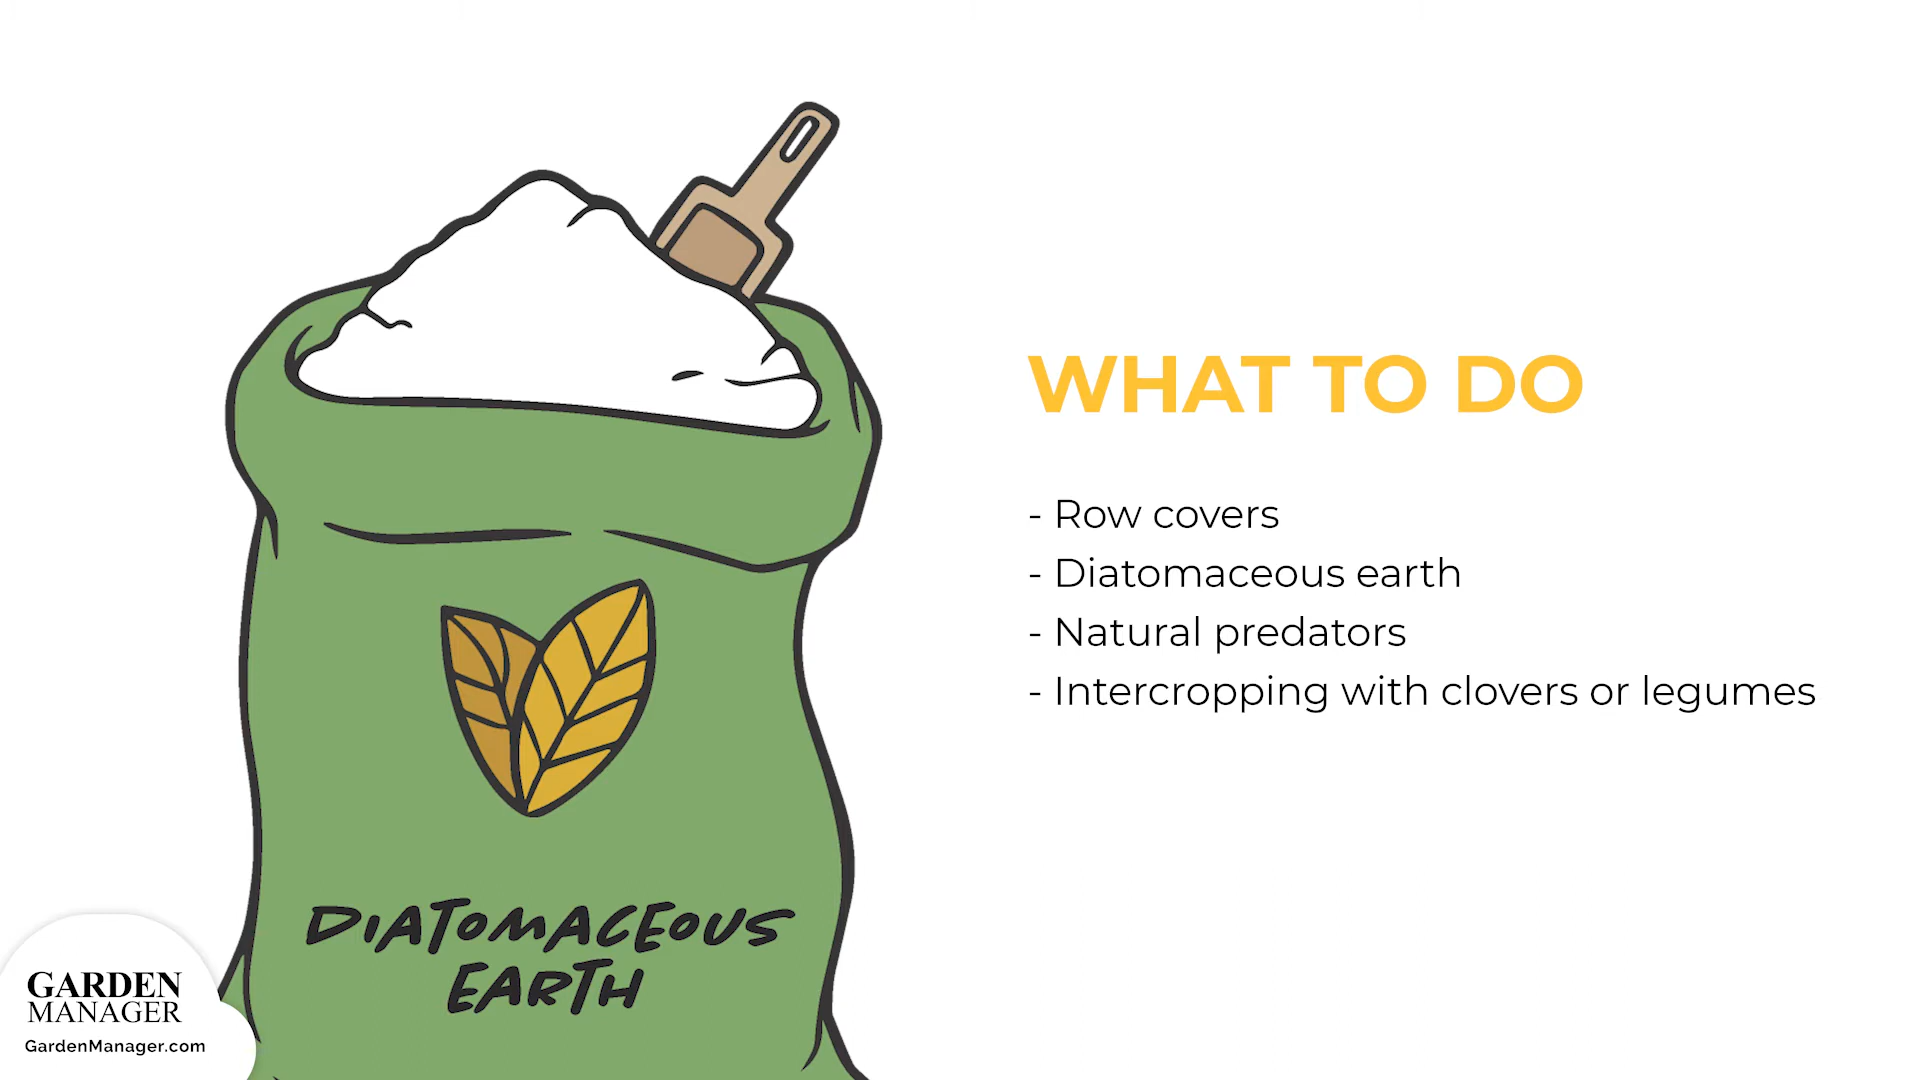 WHAT TO DO
- Row covers
- Diatomaceous earth
- Natural predators
- Intercropping with clovers or legumes
DIATOMACEOUS
EARTH
GARDEN
MANAGER
GardenManager.com